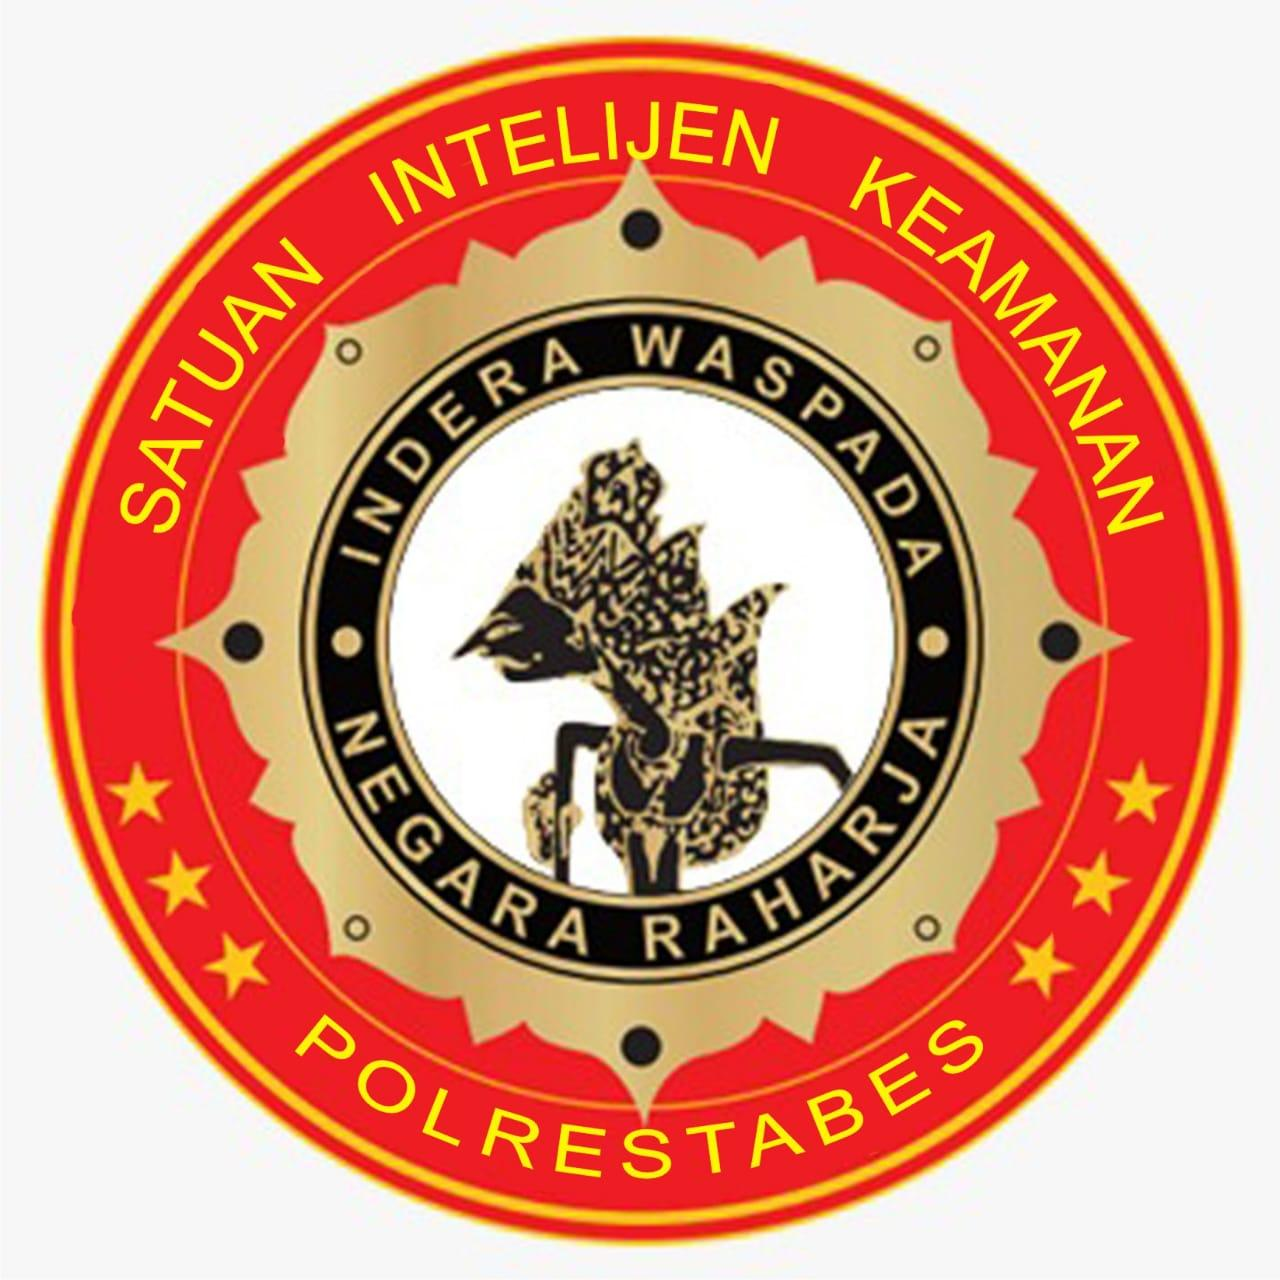 SATUAN INTELIJEN KEAMANAN
INDERA WASPADA
NEGARA RAHARJA
POLRESTABES